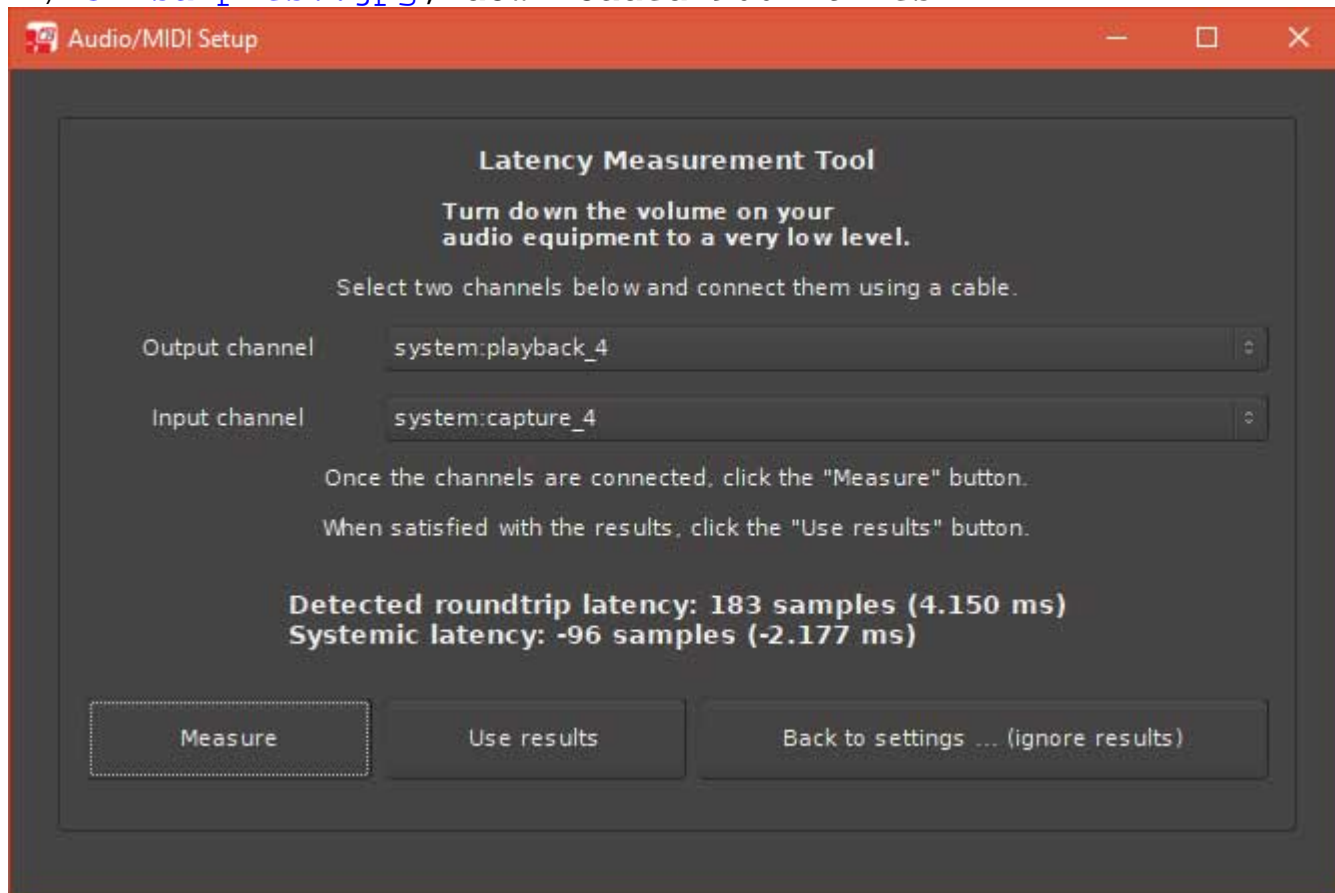 Audio/MIDI Setup
Latency Measurement Tool
Turn down the volume on your
audio equipment to a very low level.
Select two channels below and connect them using a cable.
Output channel system:playback_4
Input channel system:capture_4
Once the channels are connected, click the "Measure" button.
When satisfied with the results, click the "Use results" button.
Detected roundtrip latency: 183 samples (4.150 ms)
Systemic latency: -96 samples (-2.177 ms)
Measure Use results Back to settings ... (ignore results)